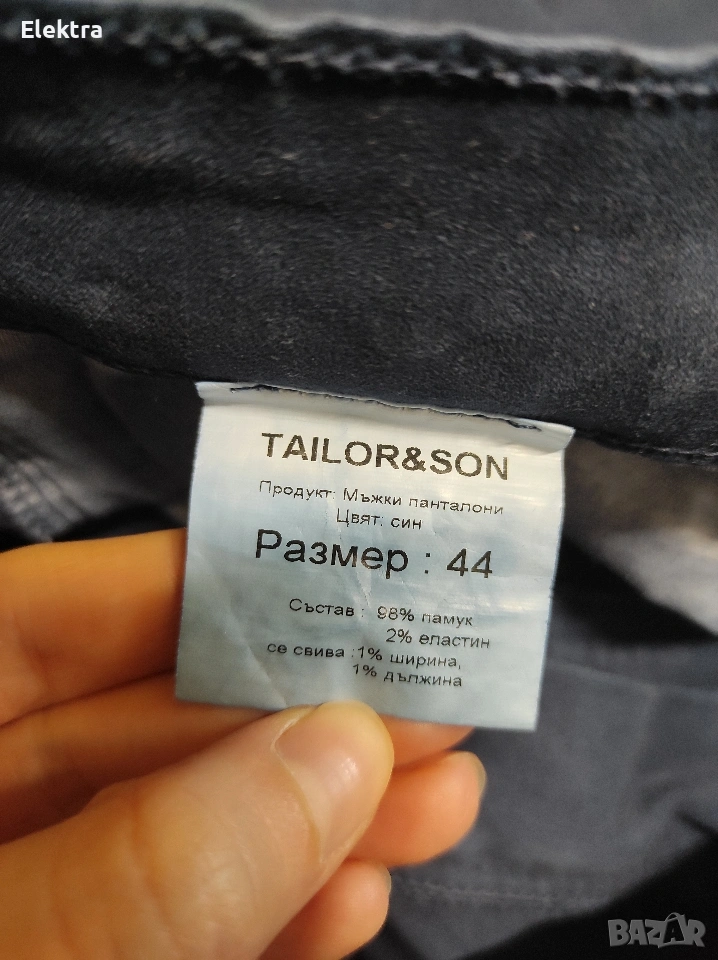 Elektra
TAILOR&SON
Продукт: Мъжки панталони
Цвят: син
Размер : 44
Състав : 98% памук
2% еластин
се свива :1% ширина,
1% дължина
BAZAR